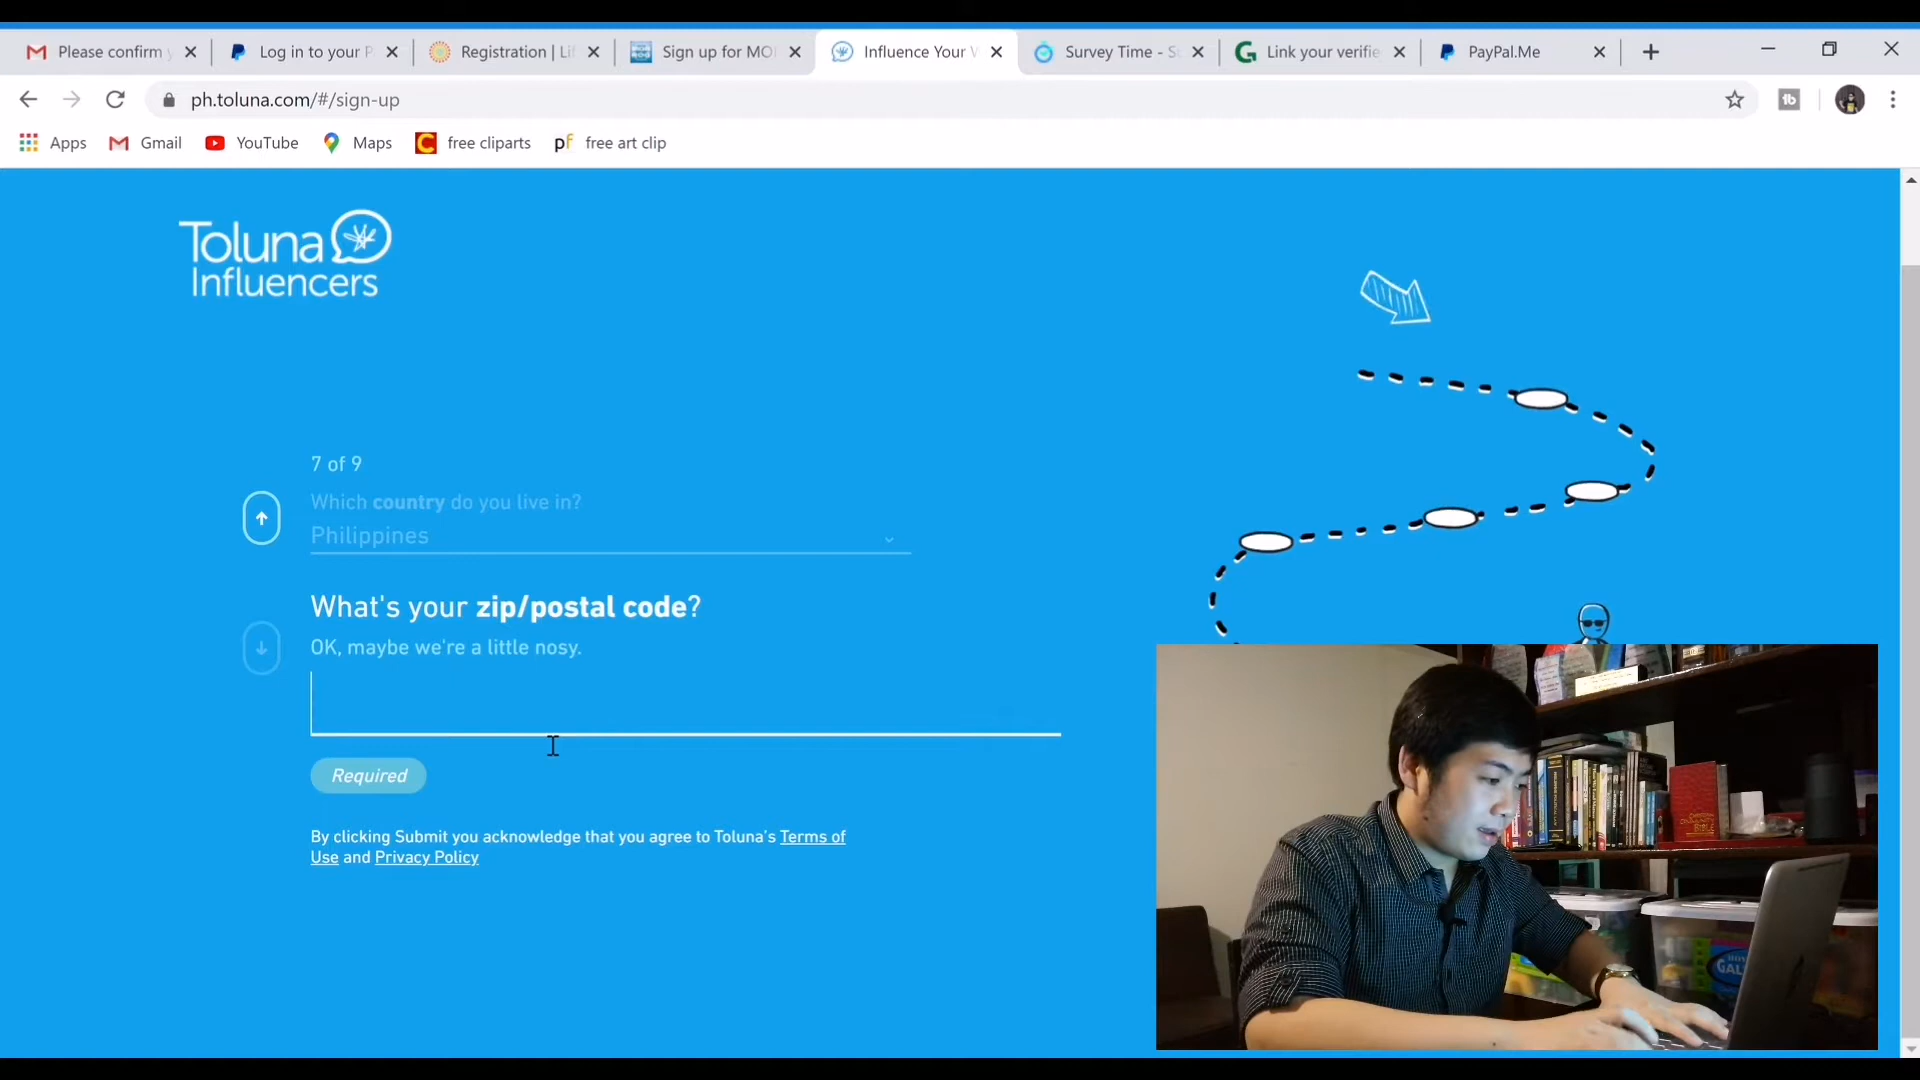 Please confirm y
Log in to your P
Registration | Lif
Sign up for MO
Influence Your W
Survey Time - S
Link your verifie
PayPal.Me
ph.toluna.com/#/sign-up
Apps
Gmail
YouTube
Maps
free cliparts
pf
free art clip
Toluna
Influencers
7 of 9
Which country do you live in?
Philippines
What's your zip/postal code?
OK, maybe we're a little nosy.
Required
By clicking Submit you acknowledge that you agree to Toluna's Terms of
Use and Privacy Policy